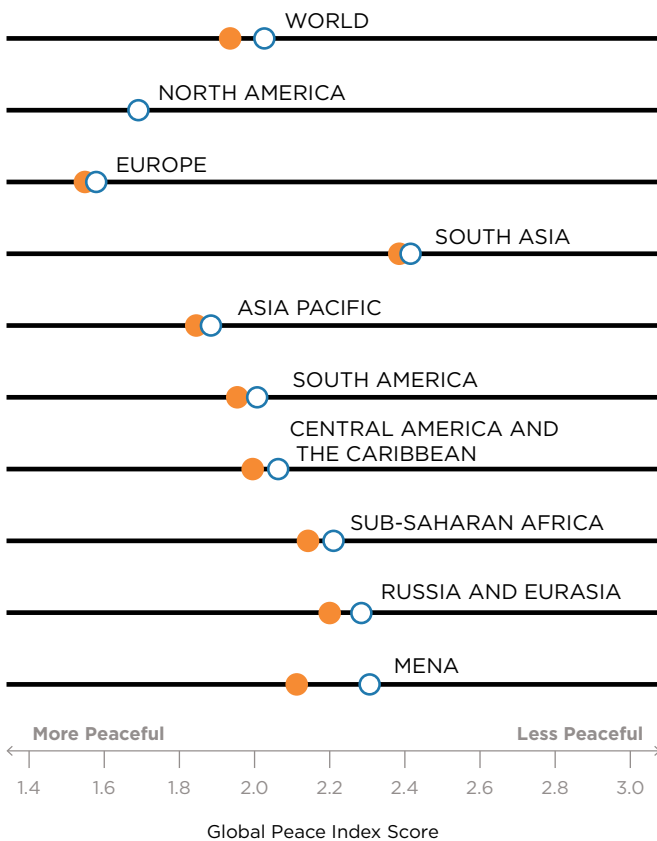 WORLD
NORTH AMERICA
EUROPE
SOUTH ASIA
ASIA PACIFIC
SOUTH AMERICA
CENTRAL AMERICA AND
THE CARIBBEAN
SUB-SAHARAN AFRICA
RUSSIA AND EURASIA
MENA
More Peaceful Less Peaceful
1.4 1.6 1.8 2.0 2.2 2.4 2.6 2.8 3.0
Global Peace Index Score